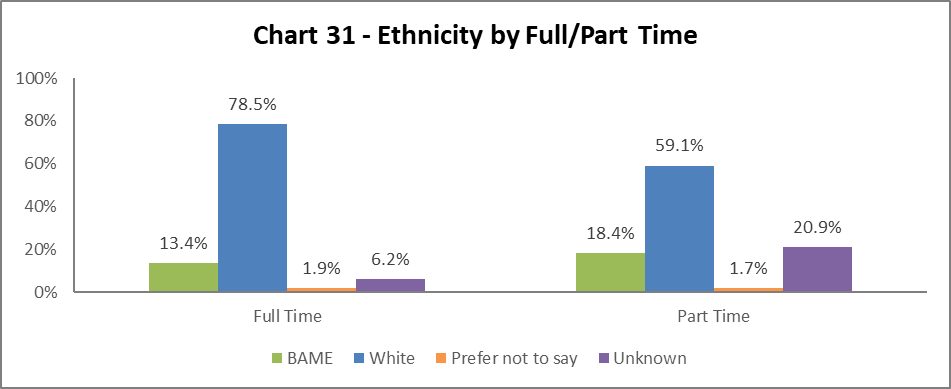 Chart 31 - Ethnicity by Full/Part Time
100%
80%
60%
40%
20%
0%
13.4%
78.5%
1.9%
6.2%
18.4%
59.1%
1.7%
20.9%
Full Time
Part Time
BAME
White
Prefer not to say
Unknown